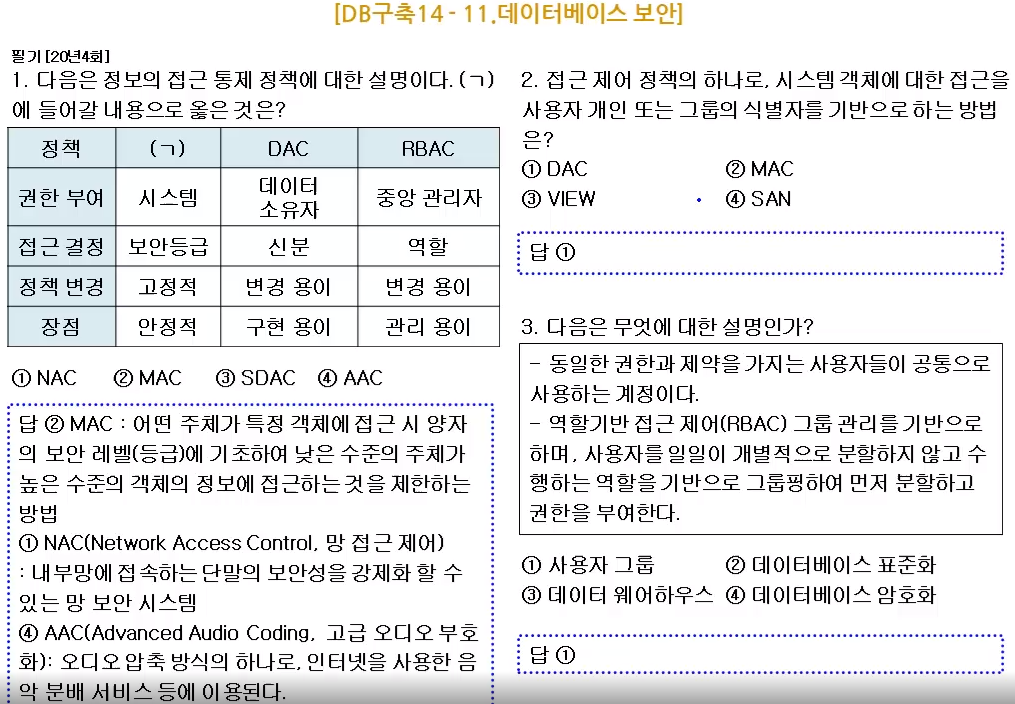 [DB구축14 - 11.데이터베이스 보안]
필기 [20년4회]
1. 다음은 정보의 접근 통제 정책에 대한 설명이다. (ㄱ)
에 들어갈 내용으로 옳은 것은?
정책 (ㄱ) DAC RBAC
권한 부여 시스템 데이터 소유자 중앙 관리자
접근 결정 보안등급 신분 역할
정책 변경 고정적 변경 용이 변경 용이
장점 안정적 구현 용이 관리 용이
① NAC ② MAC ③ SDAC ④ AAC
답 ② MAC : 어떤 주체가 특정 객체에 접근 시 양자
의 보안 레벨(등급)에 기초하여 낮은 수준의 주체가
높은 수준의 객체의 정보에 접근하는 것을 제한하는
방법
① NAC(Network Access Control, 망 접근 제어)
: 내부망에 접속하는 단말의 보안성을 강제화 할 수
있는 망 보안 시스템
④ AAC(Advanced Audio Coding, 고급 오디오 부호
화): 오디오 압축 방식의 하나로, 인터넷을 사용한 음
악 분배 서비스 등에 이용된다.
2. 접근 제어 정책의 하나로, 시스템 객체에 대한 접근을
사용자 개인 또는 그룹의 식별자를 기반으로 하는 방법
은?
① DAC ② MAC
③ VIEW ④ SAN
답 ①
3. 다음은 무엇에 대한 설명인가?
- 동일한 권한과 제약을 가지는 사용자들이 공통으로
사용하는 계정이다.
- 역할기반 접근 제어(RBAC) 그룹 관리를 기반으로
하며, 사용자를 일일이 개별적으로 분할하지 않고 수
행하는 역할을 기반으로 그룹핑하여 먼저 분할하고
권한을 부여한다.
① 사용자 그룹 ② 데이터베이스 표준화
③ 데이터 웨어하우스 ④ 데이터베이스 암호화
답 ①